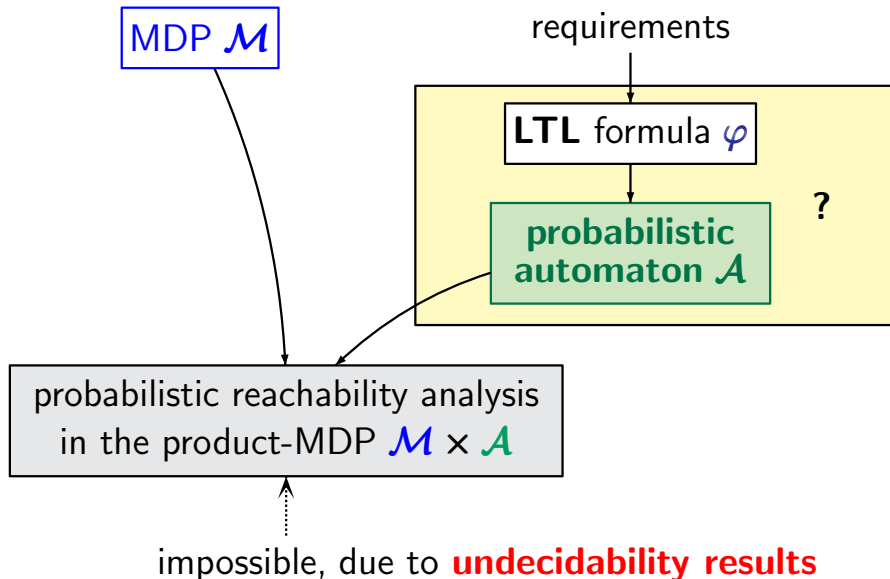 MDP 𝓜
requirements
LTL formula φ
?
probabilistic
automaton 𝓐
probabilistic reachability analysis
in the product-MDP 𝓜 × 𝓐
impossible, due to undecidability results